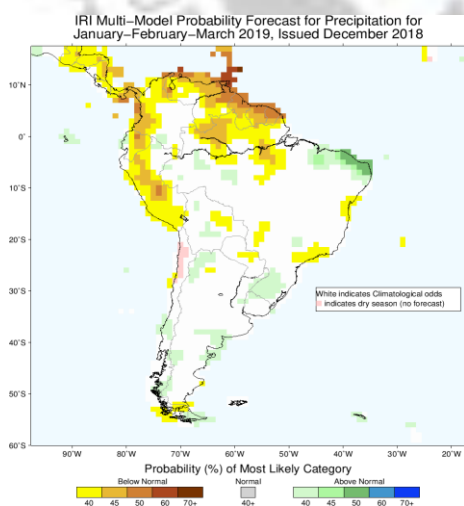 IRI Multi-Model Probability Forecast for Precipitation for
January-February-March 2019, Issued December 2018
10°N
0°
10°S
20°S
30°S
40°S
50°S
60°S
White indicates Climatological odds
indicates dry season (no forecast)
90°W 80°W 70°W 60°W 50°W 40°W 30°W 20°W
Probability (%) of Most Likely Category
Below Normal Normal Above Normal
40 45 50 60 70+ 40+ 40 45 50 60 70+